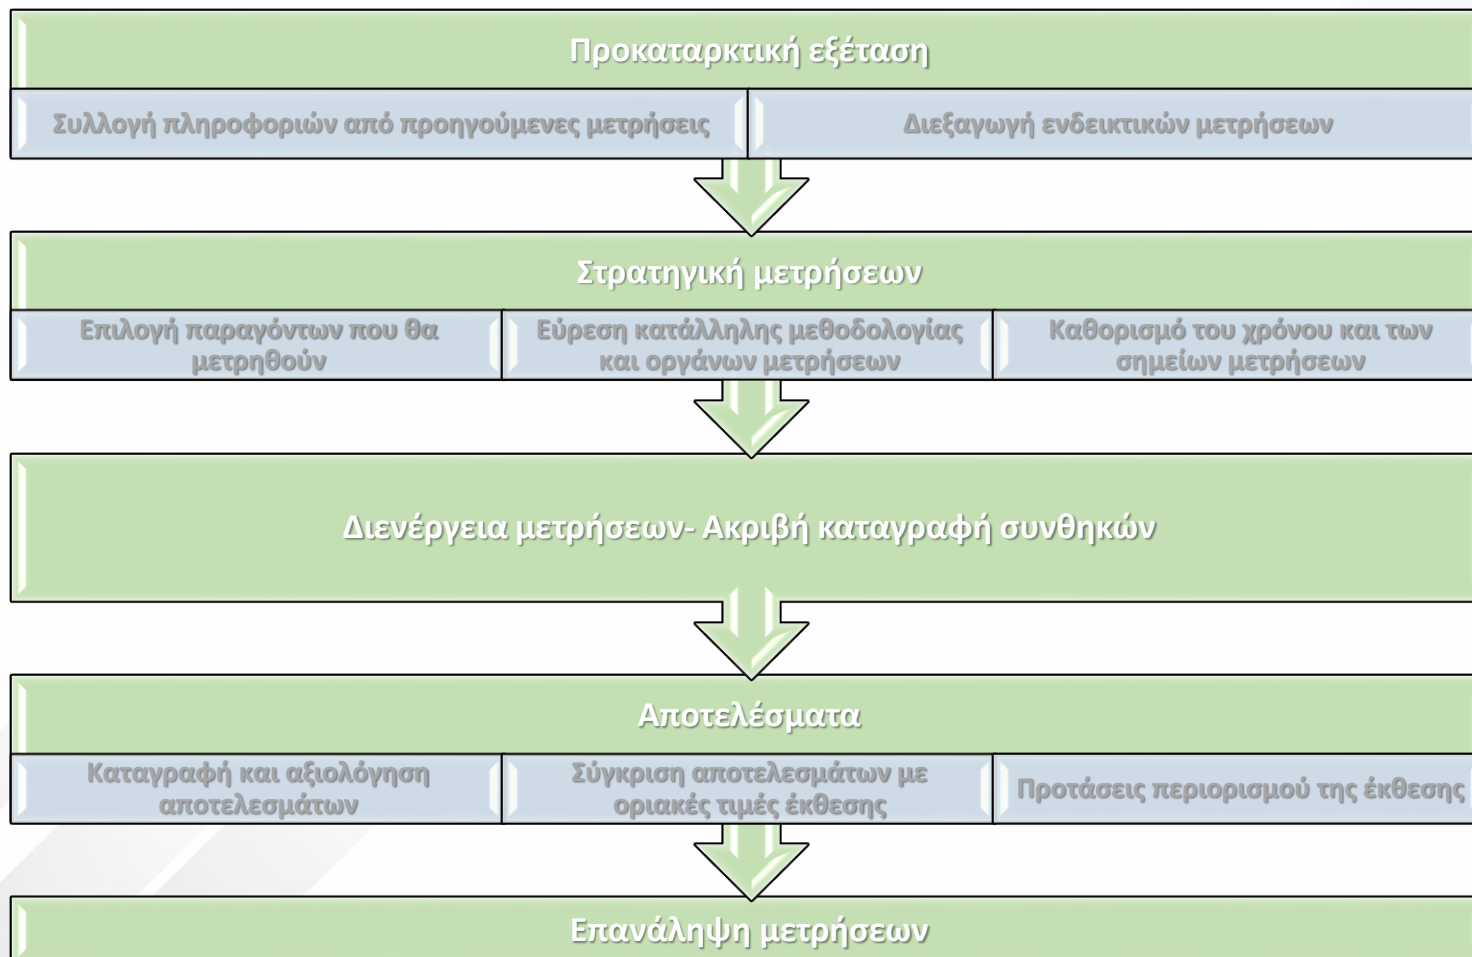 Προκαταρκτική εξέταση
Συλλογή πληροφοριών από προηγούμενες μετρήσεις
Διεξαγωγή ενδεικτικών μετρήσεων
Στρατηγική μετρήσεων
Επιλογή παραγόντων που θα
μετρηθούν
Εύρεση κατάλληλης μεθοδολογίας
και οργάνων μετρήσεων
Καθορισμό του χρόνου και των
σημείων μετρήσεων
Διενέργεια μετρήσεων- Ακριβή καταγραφή συνθηκών
Αποτελέσματα
Καταγραφή και αξιολόγηση
αποτελεσμάτων
Σύγκριση αποτελεσμάτων με
οριακές τιμές έκθεσης
Προτάσεις περιορισμού της έκθεσης
Επανάληψη μετρήσεων